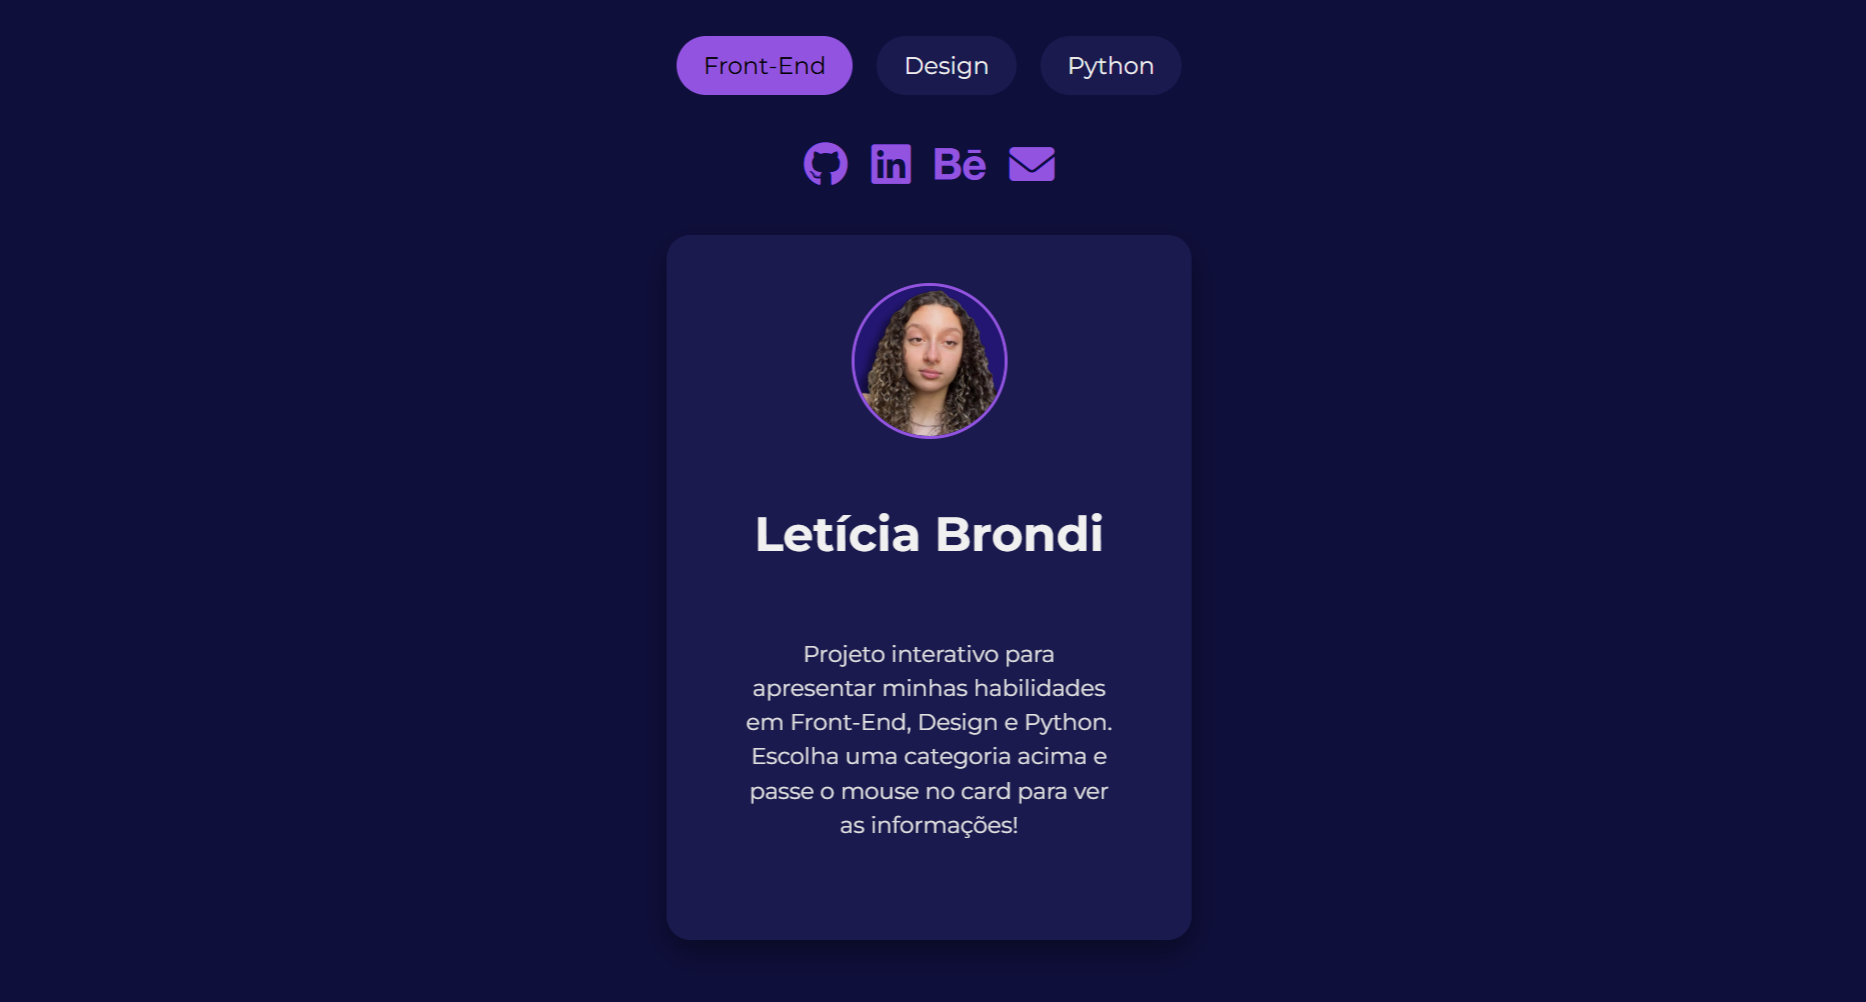 Front-End Design Python
in Bē
Letícia Brondi
Projeto interativo para
apresentar minhas habilidades
em Front-End, Design e Python.
Escolha uma categoria acima e
passe o mouse no card para ver
as informações!